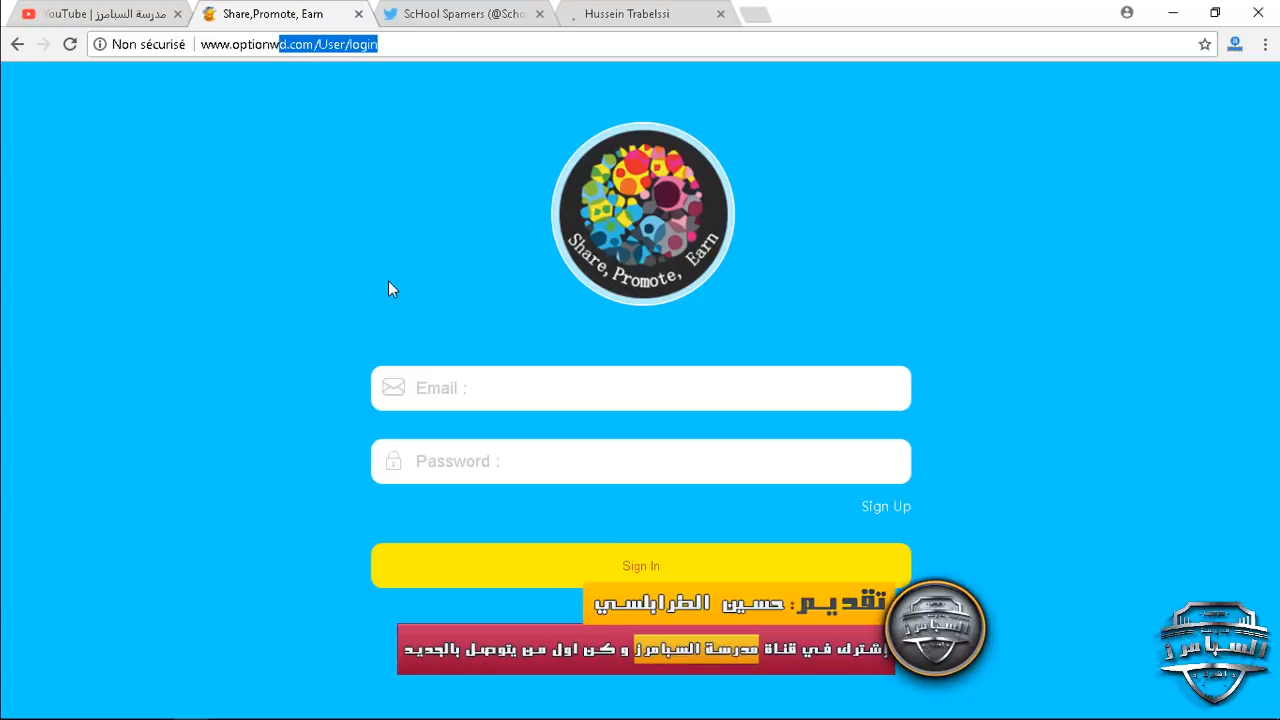 YouTube | مدرسة السبامرز
Share,Promote, Earn
ScHool Spamers (@Scho
Hussein Trabelssi
Non sécurisé
www.optionwd.com/User/login
Share, Promote, Earn
Email :
Password :
Sign Up
Sign In
تقديم: حسين الطرابلسي
إشترك في قناة مدرسة السبامرز و كن اول من يتوصل بالجديد
السبامرز
السبامرز